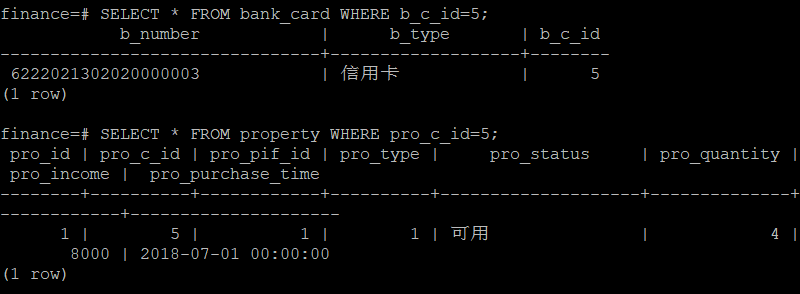 finance=# SELECT * FROM bank_card WHERE b_c_id=5;
            b_number            |        b_type        | b_c_id
--------------------------------+----------------------+--------
 6222021302020000003            | 信用卡               |      5
(1 row)

finance=# SELECT * FROM property WHERE pro_c_id=5;
 pro_id | pro_c_id | pro_pif_id | pro_type |      pro_status      | pro_quantity |
 pro_income |  pro_purchase_time
--------+----------+------------+----------+----------------------+--------------+
------------+---------------------
      1 |        5 |          1 |        1 | 可用                 |            4 |
       8000 | 2018-07-01 00:00:00
(1 row)